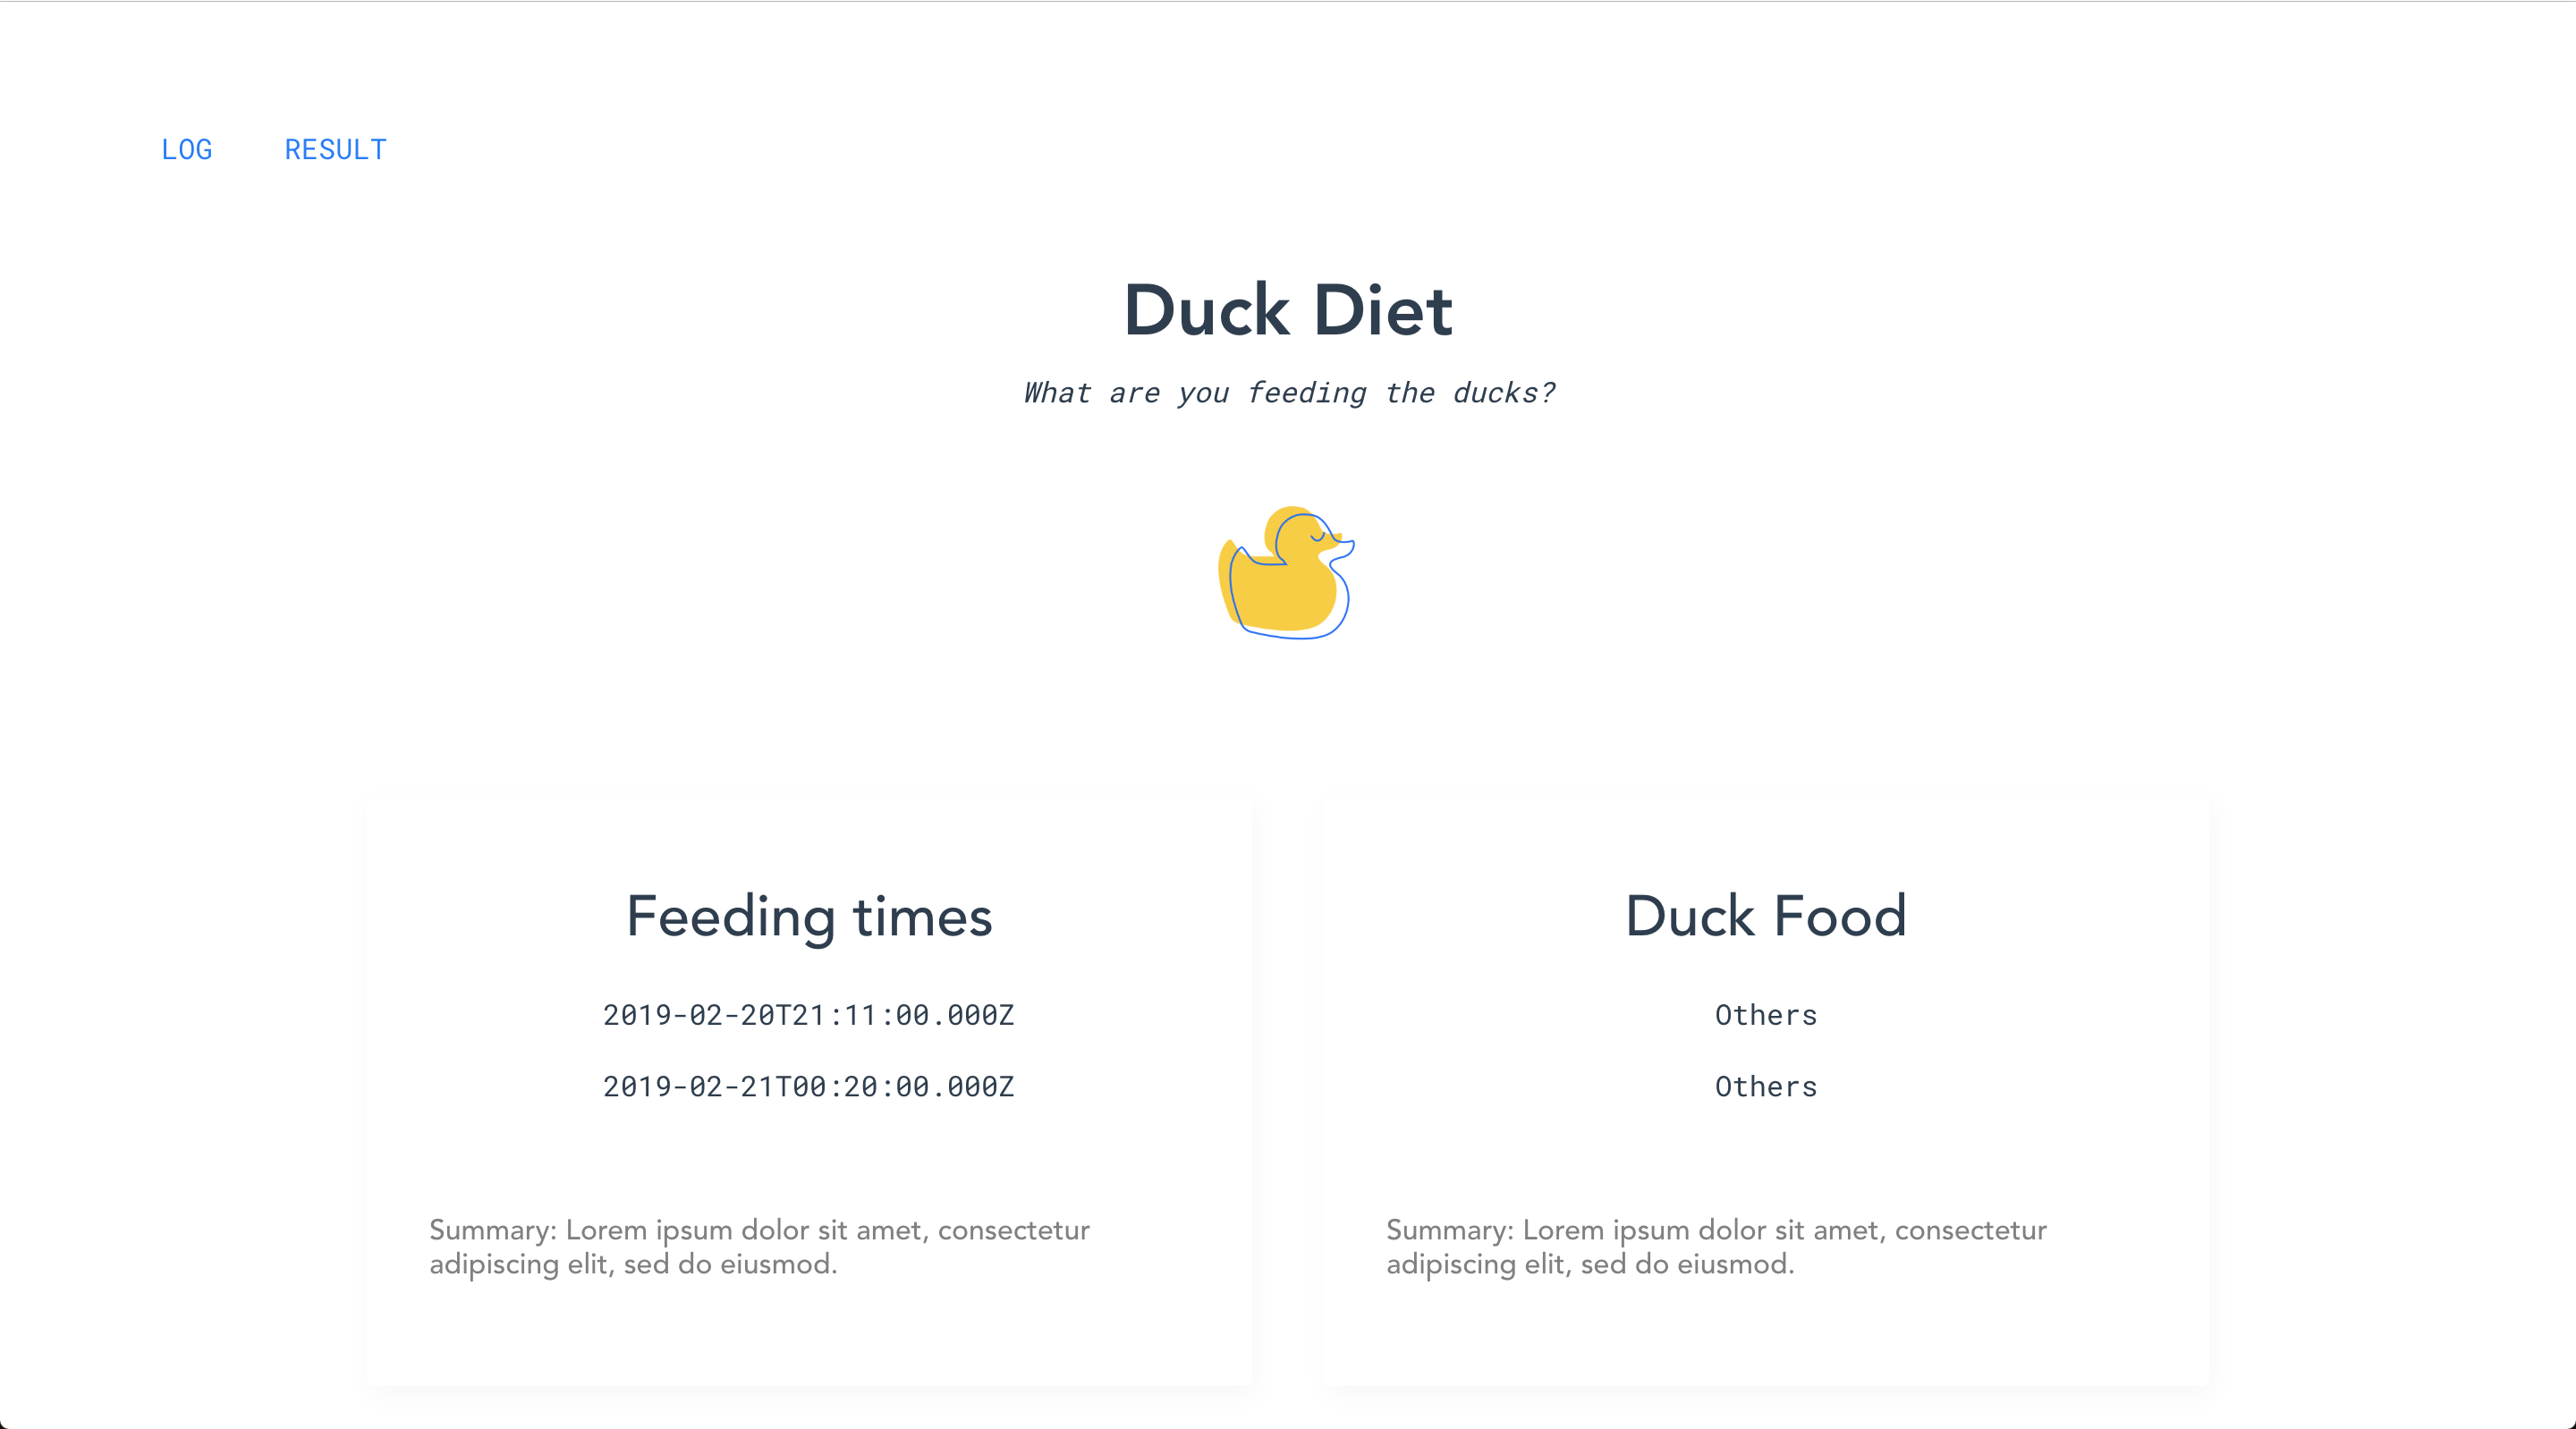 LOG RESULT
Duck Diet
What are you feeding the ducks?
Feeding times
2019-02-20T21:11:00.000Z
2019-02-21T00:20:00.000Z
Summary: Lorem ipsum dolor sit amet, consectetur
adipiscing elit, sed do eiusmod.
Duck Food
Others
Others
Summary: Lorem ipsum dolor sit amet, consectetur
adipiscing elit, sed do eiusmod.